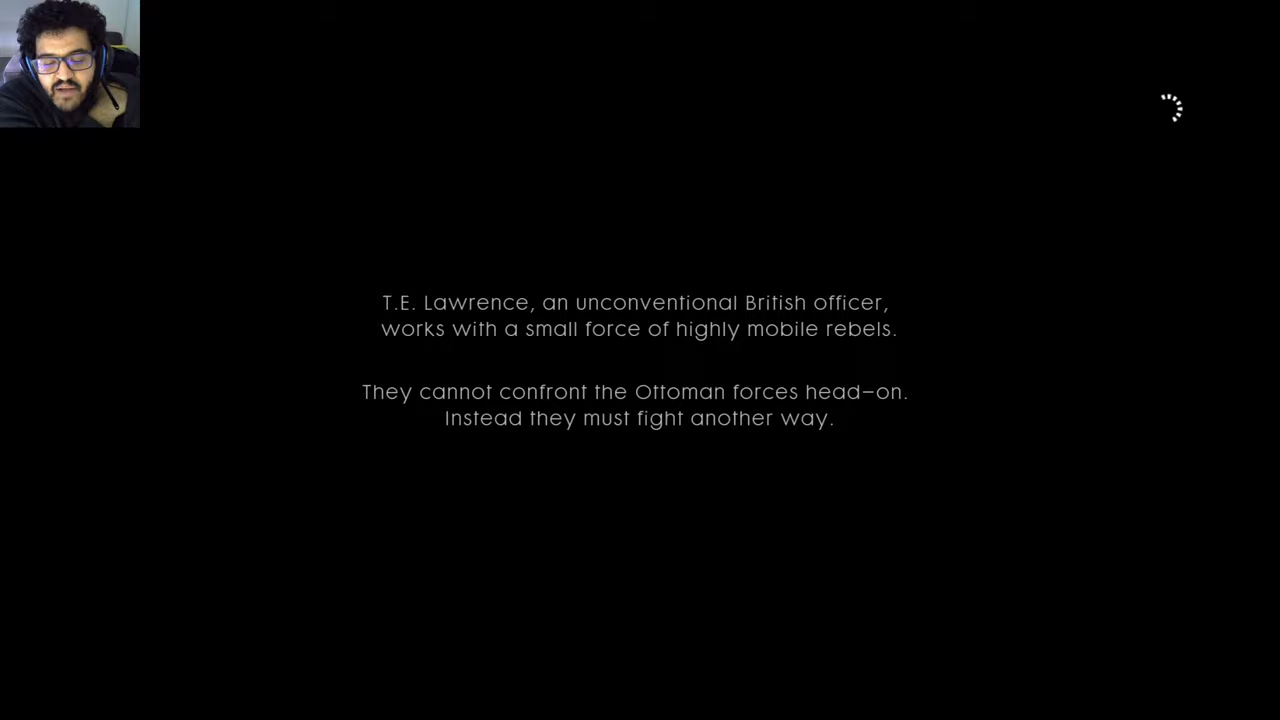 T.E. Lawrence, an unconventional British officer,
works with a small force of highly mobile rebels.
They cannot confront the Ottoman forces head-on.
Instead they must fight another way.